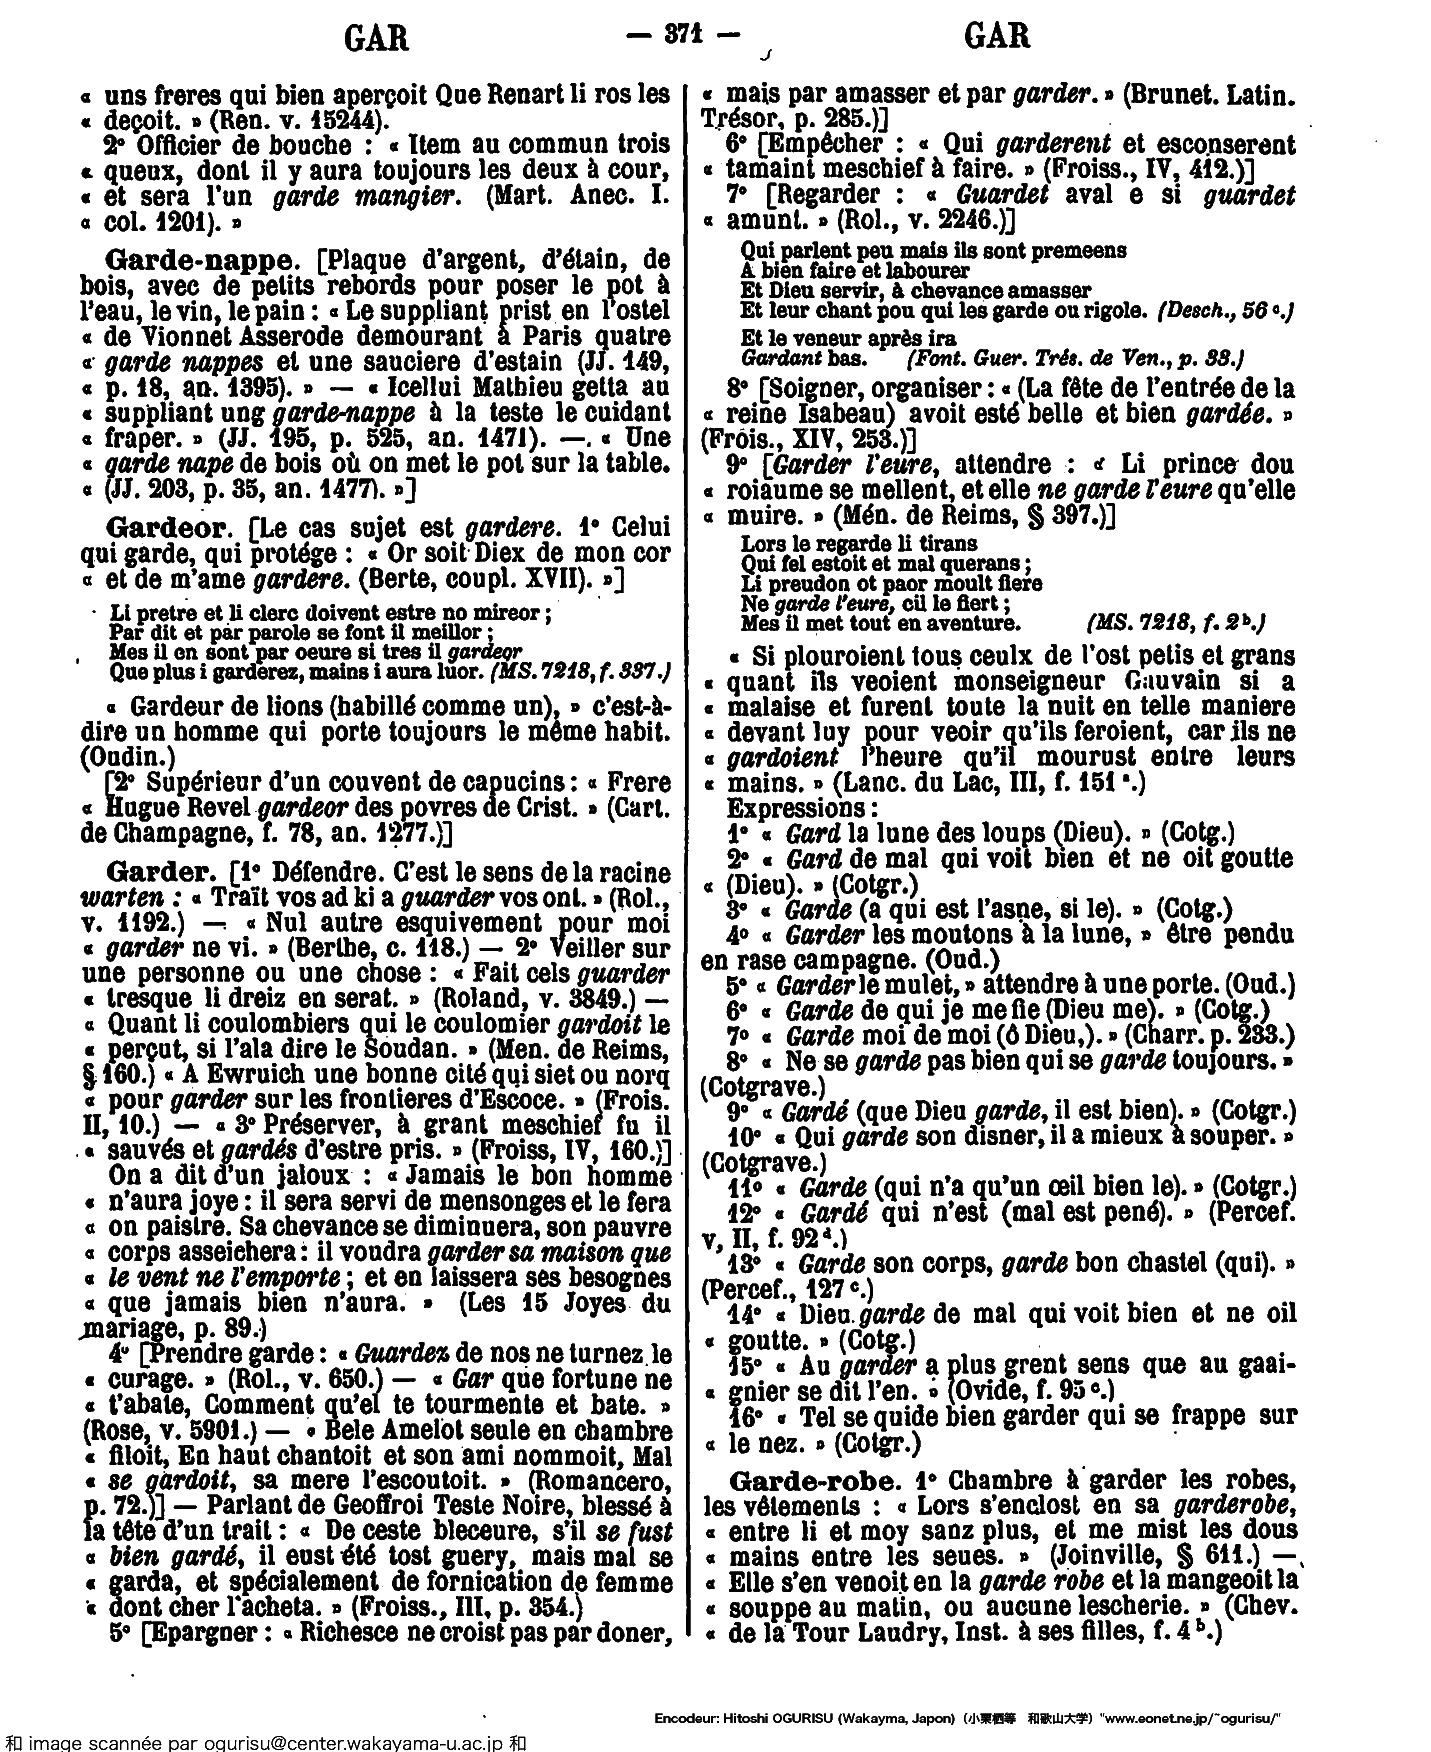 GAR
— 371 —
GAR
« uns freres qui bien aperçoit Que Renart li ros les
« deçoit. » (Ren. v. 15244).
2° Officier de bouche : « Item au commun trois
« queux, dont il y aura toujours les deux à cour,
« et sera l'un garde mangier. (Mart. Anec. I.
« col. 1201). »
Garde-nappe. [Plaque d'argent, d'étain, de
bois, avec de petits rebords pour poser le pot à
l'eau, le vin, le pain : « Le suppliant prist en l'ostel
« de Vionnet Asserode demourant à Paris quatre
« garde nappes et une sauciere d'estain (JJ. 149,
« p. 18, an. 1395). » — « Icellui Mathieu getta au
« suppliant ung garde-nappe à la teste le cuidant
« fraper. » (JJ. 195, p. 525, an. 1471). —. « Une
« garde nape de bois où on met le pot sur la table.
« (JJ. 203, p. 35, an. 1477). »]
Gardeor. [Le cas sujet est gardere. 1° Celui
qui garde, qui protége : « Or soit Diex de mon cor
« et de m'ame gardere. (Berte, coupl. XVII). »]
Li pretre et li clerc doivent estre no mireor ;
Par dit et par parole se font il meillor ;
Mes il en sont par oeure si tres il gardeor
Que plus i garderez, mains i aura luor. (MS. 7218, f. 337.)
« Gardeur de lions (habillé comme un), » c'est-à-
dire un homme qui porte toujours le même habit.
(Oudin.)
[2° Supérieur d'un couvent de capucins : « Frere
« Hugue Revel gardeor des povres de Crist. » (Cart.
de Champagne, f. 78, an. 1277.)]
Garder. [1° Défendre. C'est le sens de la racine
warten : « Traït vos ad ki a guarder vos ont. » (Rol.,
v. 1192.) — « Nul autre esquivement pour moi
« garder ne vi. » (Berthe, c. 118.) — 2° Veiller sur
une personne ou une chose : « Fait cels guarder
« tresque li dreiz en serat. » (Roland, v. 3849.) —
« Quant li coulombiers qui le coulomier gardoit le
« perçut, si l'ala dire le Soudan. » (Men. de Reims,
§ 160.) « A Ewruich une bonne cité qui siet ou norq
« pour garder sur les frontieres d'Escoce. » (Frois.
II, 10.) — « 3° Préserver, à grant meschief fu il
« sauvés et gardés d'estre pris. » (Froiss, IV, 160.)]
On a dit d'un jaloux : « Jamais le bon homme
« n'aura joye : il sera servi de mensonges et le fera
« on paistre. Sa chevance se diminuera, son pauvre
« corps asseichera : il voudra garder sa maison que
« le vent ne l'emporte ; et en laissera ses besognes
« que jamais bien n'aura. » (Les 15 Joyes du
mariage, p. 89.)
4° [Prendre garde : « Guardez de nos ne turnez le
« curage. » (Rol., v. 650.) — « Gar que fortune ne
« t'abate, Comment qu'el te tourmente et bate. »
(Rose, v. 5901.) — « Bele Amelot seule en chambre
« filoit, En haut chantoit et son ami nommoit, Mal
« se gardoit, sa mere l'escoutoit. » (Romancero,
p. 72.)] — Parlant de Geoffroi Teste Noire, blessé à
la tête d'un trait : « De ceste bleceure, s'il se fust
« bien gardé, il eust été tost guery, mais mal se
« garda, et spécialement de fornication de femme
« dont cher l'acheta. » (Froiss., III, p. 354.)
5° [Epargner : « Richesce ne croist pas par doner,
« mais par amasser et par garder. » (Brunet. Latin.
Trésor, p. 285.)]
6° [Empêcher : « Qui garderent et esconserent
« tamaint meschief à faire. » (Froiss., IV, 412.)]
7° [Regarder : « Guardet aval e si guardet
« amunt. » (Rol., v. 2246.)]
Qui parlent peu mais ils sont premeens
A bien faire et labourer
Et Dieu servir, à chevance amasser
Et leur chant pou qui les garde ou rigole. (Desch., 56 c.)
Et le veneur après ira
Gardant bas. (Font. Guer. Trés. de Ven., p. 33.)
8° [Soigner, organiser : « (La fête de l'entrée de la
« reine Isabeau) avoit esté belle et bien gardée. »
(Frois., XIV, 253.)]
9° [Garder l'eure, attendre : « Li prince dou
« roiaume se mellent, et elle ne garde l'eure qu'elle
« muire. » (Mén. de Reims, § 397.)]
Lors le regarde li tirans
Qui fel estoit et mal querans ;
Li preudon ot paor moult fiere
Ne garde l'eure, cil le fiert ;
Mes il met tout en aventure. (MS. 7218, f. 2 b.)
« Si plouroient tous ceulx de l'ost petis et grans
« quant ils veoient monseigneur Gauvain si a
« malaise et furent toute la nuit en telle maniere
« devant luy pour veoir qu'ils feroient, car ils ne
« gardoient l'heure qu'il mourust entre leurs
« mains. » (Lanc. du Lac, III, f. 151 a.)
Expressions :
1° « Gard la lune des loups (Dieu). » (Cotg.)
2° « Gard de mal qui voit bien et ne oit goutte
« (Dieu). » (Cotgr.)
3° « Garde (a qui est l'asne, si le). » (Cotg.)
4° « Garder les moutons à la lune, » être pendu
en rase campagne. (Oud.)
5° « Garder le mulet, » attendre à une porte. (Oud.)
6° « Garde de qui je me fie (Dieu me). » (Cotg.)
7° « Garde moi de moi (ô Dieu,). » (Charr. p. 233.)
8° « Ne se garde pas bien qui se garde toujours. »
(Cotgrave.)
9° « Gardé (que Dieu garde, il est bien). » (Cotgr.)
10° « Qui garde son disner, il a mieux à souper. »
(Cotgrave.)
11° « Garde (qui n'a qu'un œil bien le). » (Cotgr.)
12° « Gardé qui n'est (mal est pené). » (Percef.
v, II, f. 92 d.)
13° « Garde son corps, garde bon chastel (qui). »
(Percef., 127 c.)
14° « Dieu garde de mal qui voit bien et ne oil
« goutte. » (Cotg.)
15° « Au garder a plus grent sens que au gaai-
« gnier se dit l'en. » (Ovide, f. 95 c.)
16° « Tel se quide bien garder qui se frappe sur
« le nez. » (Cotgr.)
Garde-robe. 1° Chambre à garder les robes,
les vêtements : « Lors s'enclost en sa garderobe,
« entre li et moy sanz plus, et me mist les dous
« mains entre les seues. » (Joinville, § 611.) —
« Elle s'en venoit en la garde robe et la mangeoit la
« souppe au matin, ou aucune lescherie. » (Chev.
« de la Tour Laudry, Inst. à ses filles, f. 4 b.)
Encodeur: Hitoshi OGURISU (Wakayma, Japon) (小栗栖等 和歌山大学) "www.eonet.ne.jp/~ogurisu/"
和 image scannée par ogurisu@center.wakayama-u.ac.jp 和